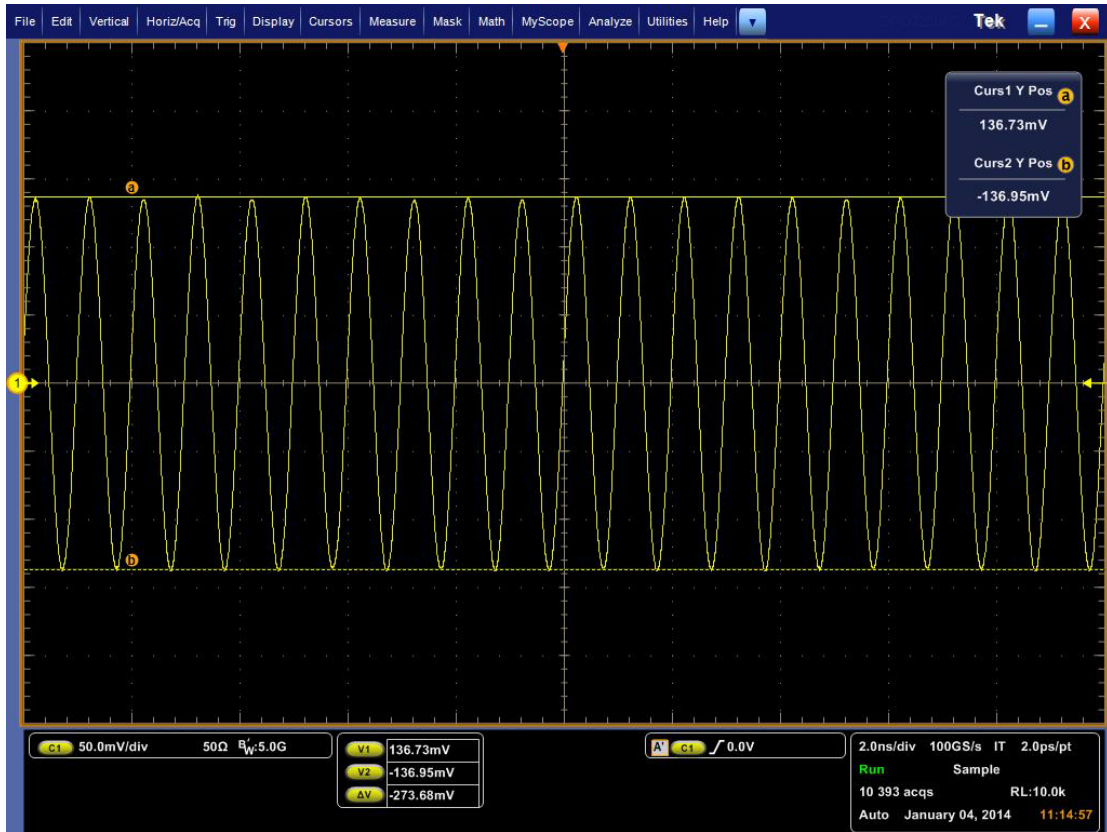 File Edit Vertical Horiz/Acq Trig Display Cursors Measure Mask Math MyScope Analyze Utilities Help Tek X
Curs1 Y Pos a
136.73mV
Curs2 Y Pos b
-136.95mV
a
1
b
C1 50.0mV/div 50Ω BW:5.0G
V1 136.73mV
V2 -136.95mV
ΔV -273.68mV
A' C1 0.0V
2.0ns/div 100GS/s IT 2.0ps/pt
Run Sample
10 393 acqs RL:10.0k
Auto January 04, 2014 11:14:57